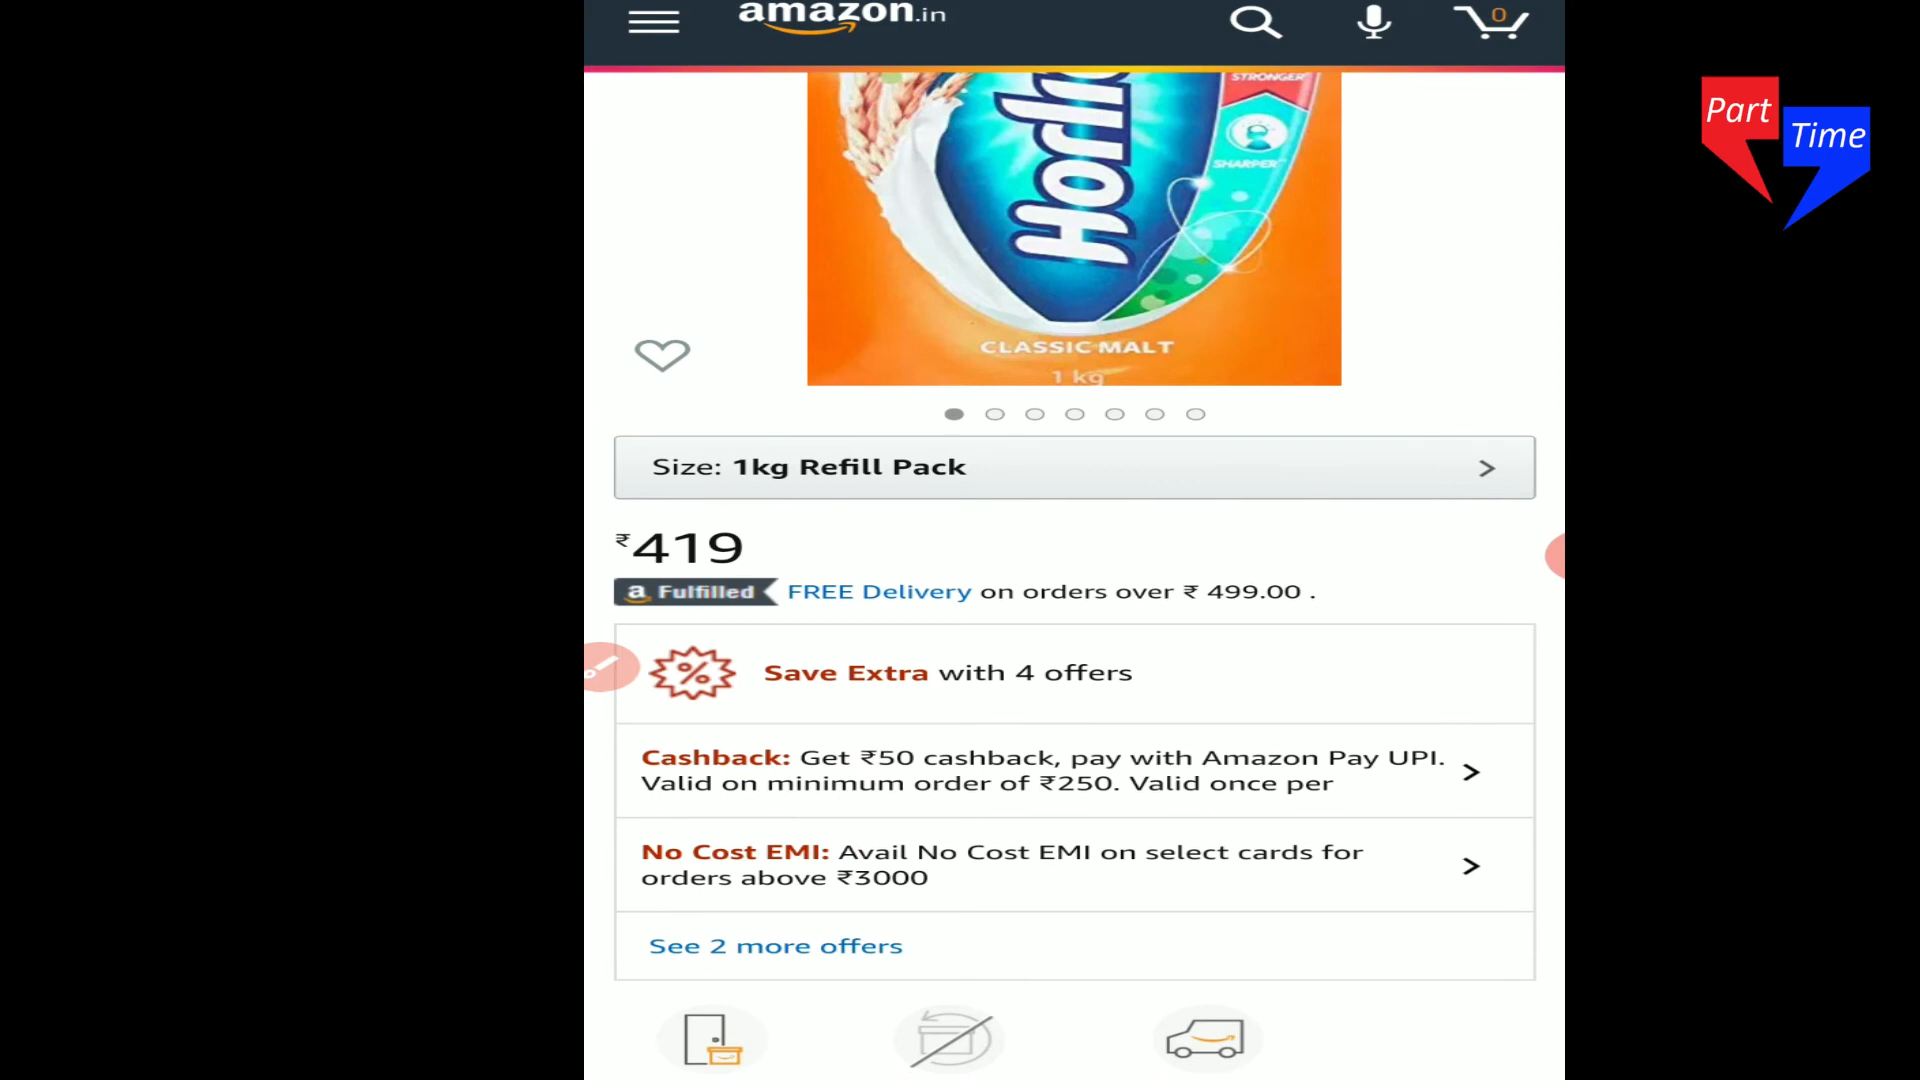 amazon.in
0
Part
Time
STRONGER
SHARPER
CLASSIC MALT
1 kg
Size: 1kg Refill Pack
₹419
a Fulfilled FREE Delivery on orders over ₹ 499.00 .
% Save Extra with 4 offers
Cashback: Get ₹50 cashback, pay with Amazon Pay UPI.
Valid on minimum order of ₹250. Valid once per
No Cost EMI: Avail No Cost EMI on select cards for
orders above ₹3000
See 2 more offers